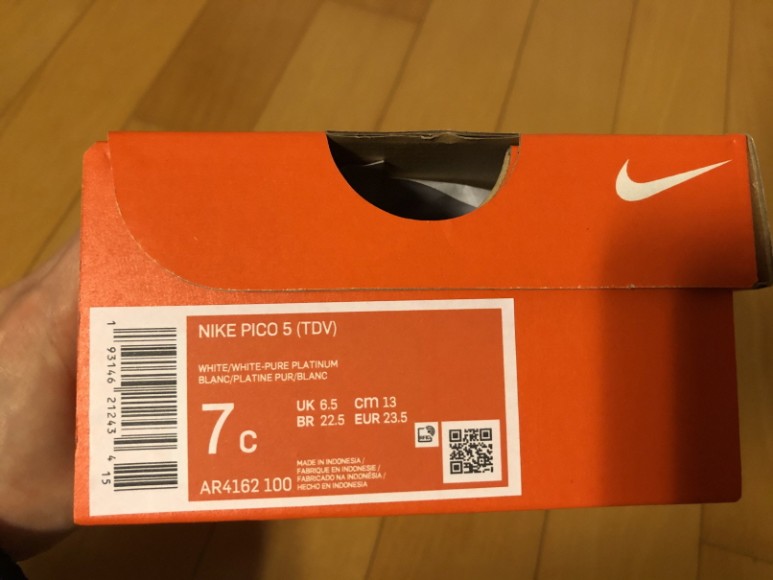 NIKE PICO 5 (TDV)
WHITE/WHITE-PURE PLATINUM
BLANC/PLATINE PUR/BLANC
7 C
UK 6.5 cm 13
BR 22.5 EUR 23.5
AR4162 100
MADE IN INDONESIA /
FABRIQUE EN INDONESIE /
FABRICADO NA INDONÉSIA /
HECHO EN INDONESIA
1 93146 21243 4 15